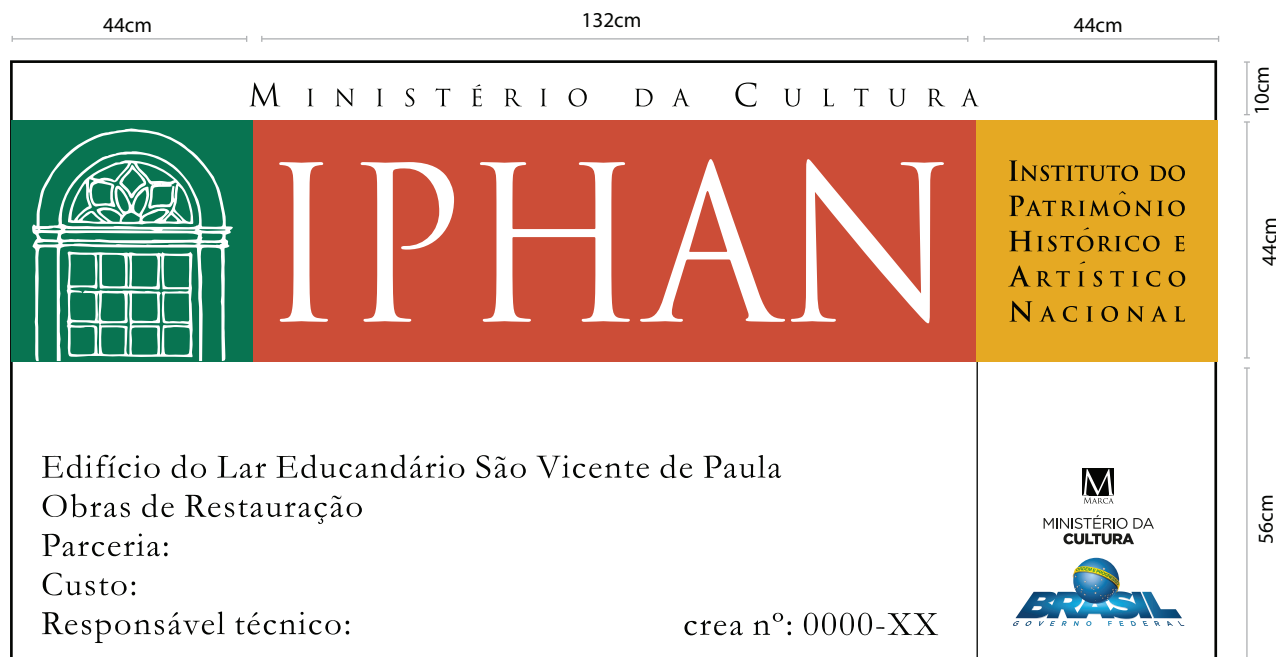 44cm 132cm 44cm
10cm
MINISTÉRIO DA CULTURA
IPHAN
INSTITUTO DO
PATRIMÔNIO
HISTÓRICO E
ARTÍSTICO
NACIONAL
44cm
Edifício do Lar Educandário São Vicente de Paula
Obras de Restauração
Parceria:
Custo:
Responsável técnico: crea nº: 0000-XX
M
MARCA
MINISTÉRIO DA
CULTURA
BRASIL
GOVERNO FEDERAL
56cm